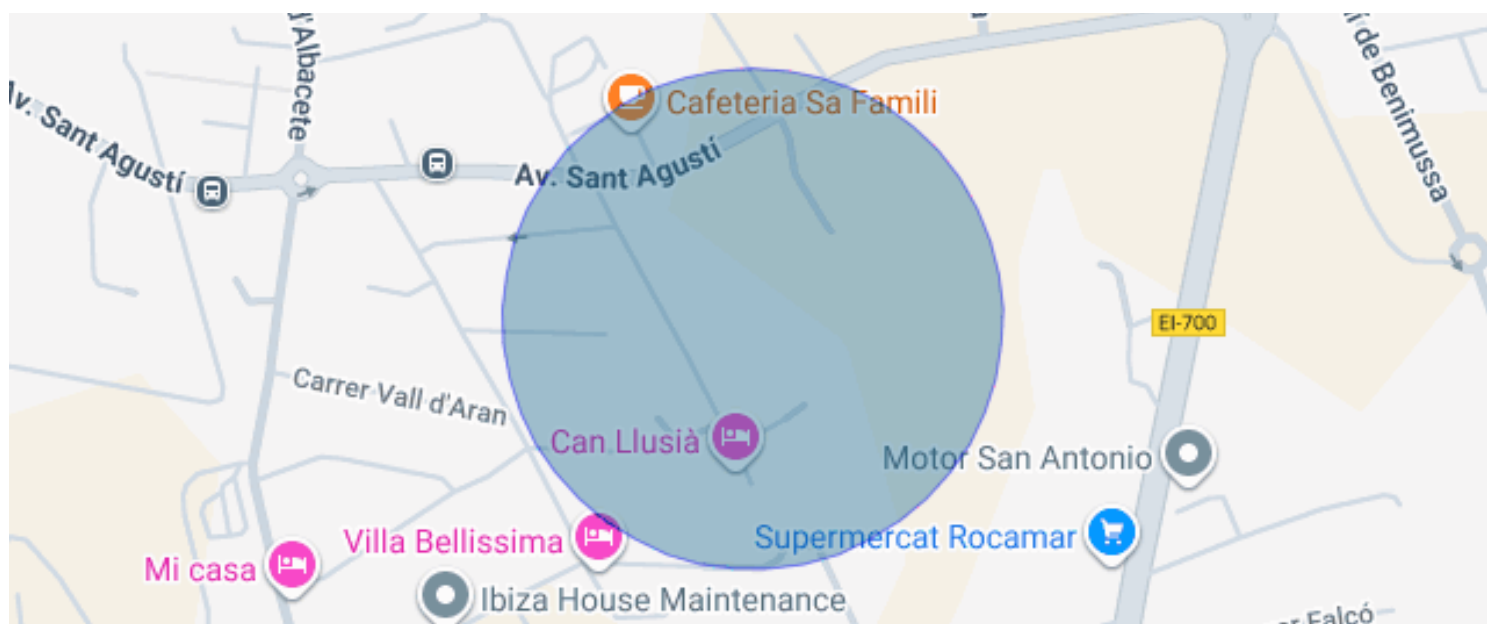 d'Albacete
Av. Sant Agustí
Cafeteria Sa Famili
Av. Sant Agustí
de Benimussa
EI-700
Carrer Vall d'Aran
Can Llusià
Motor San Antonio
Villa Bellissima
Supermercat Rocamar
Mi casa
Ibiza House Maintenance
Falcó